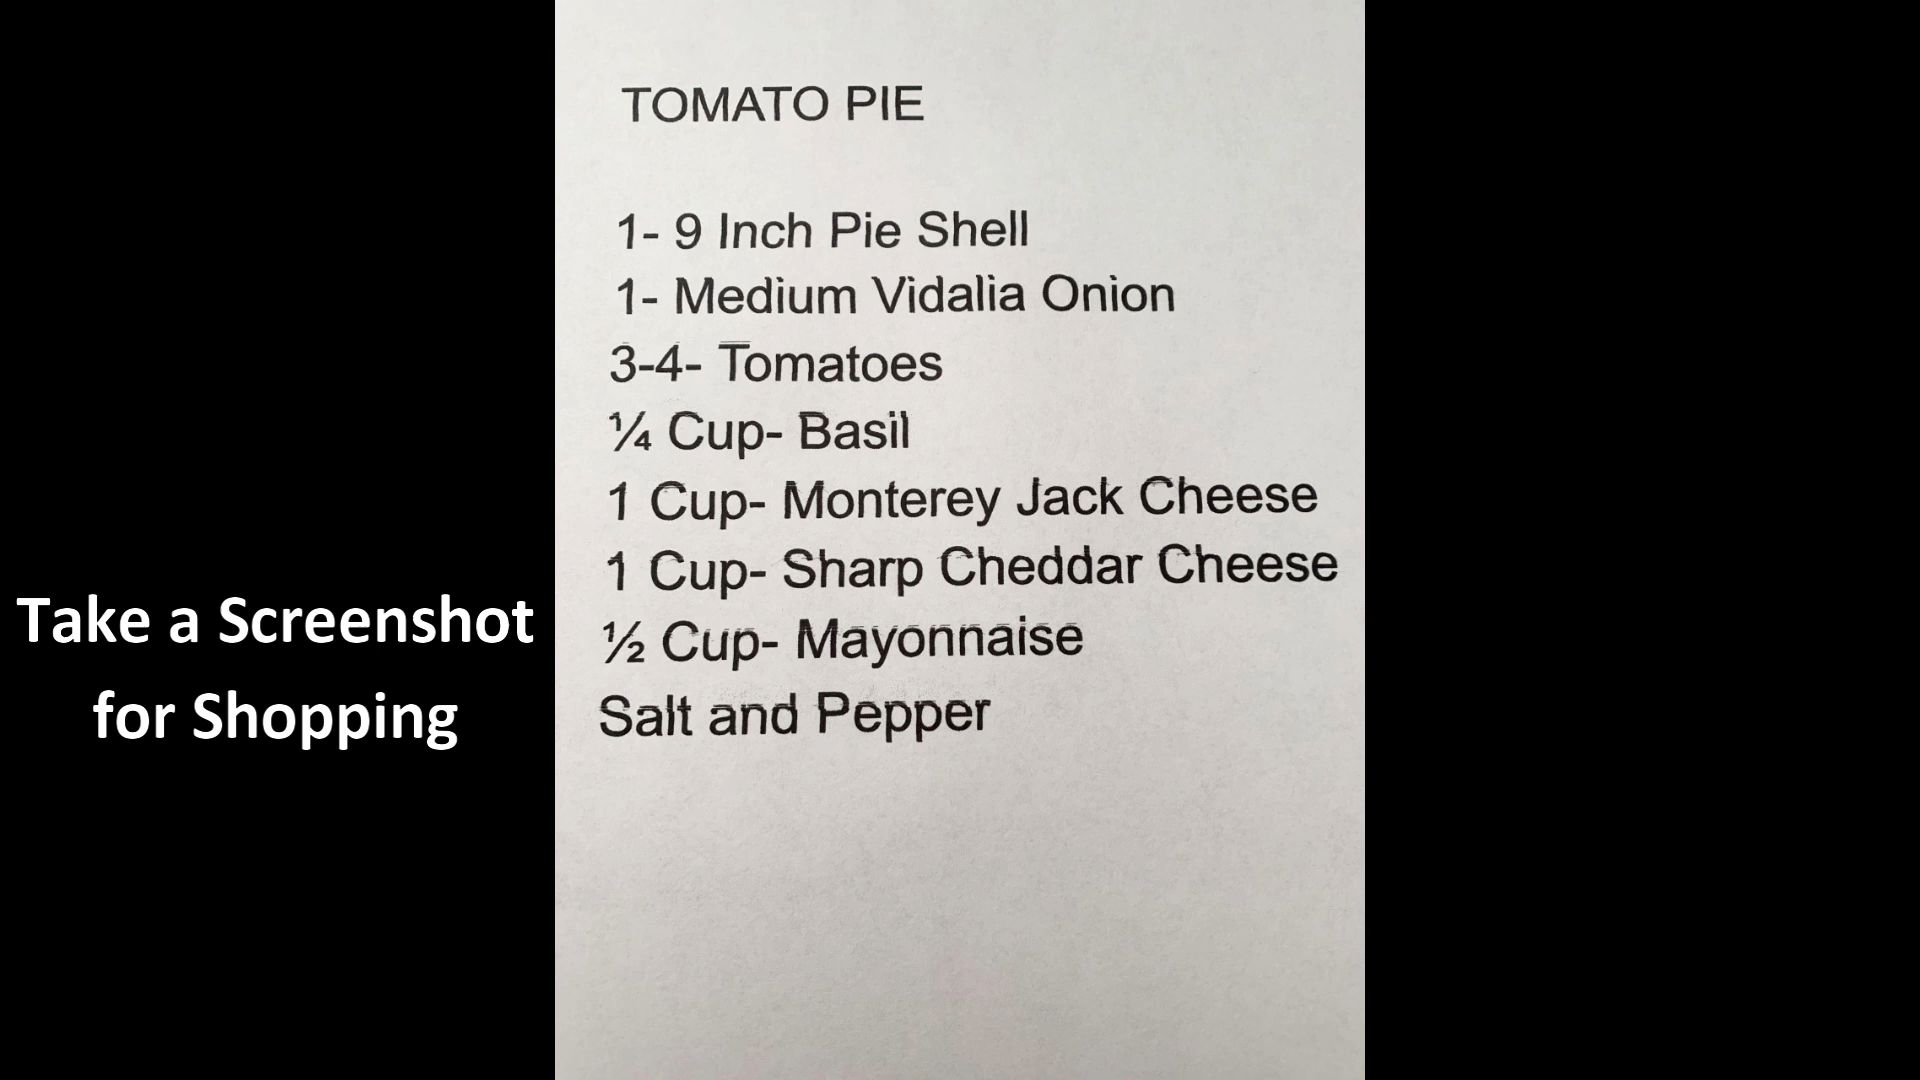 TOMATO PIE
1- 9 Inch Pie Shell
1- Medium Vidalia Onion
3-4- Tomatoes
¼ Cup- Basil
1 Cup- Monterey Jack Cheese
1 Cup- Sharp Cheddar Cheese
½ Cup- Mayonnaise
Salt and Pepper
Take a Screenshot
for Shopping